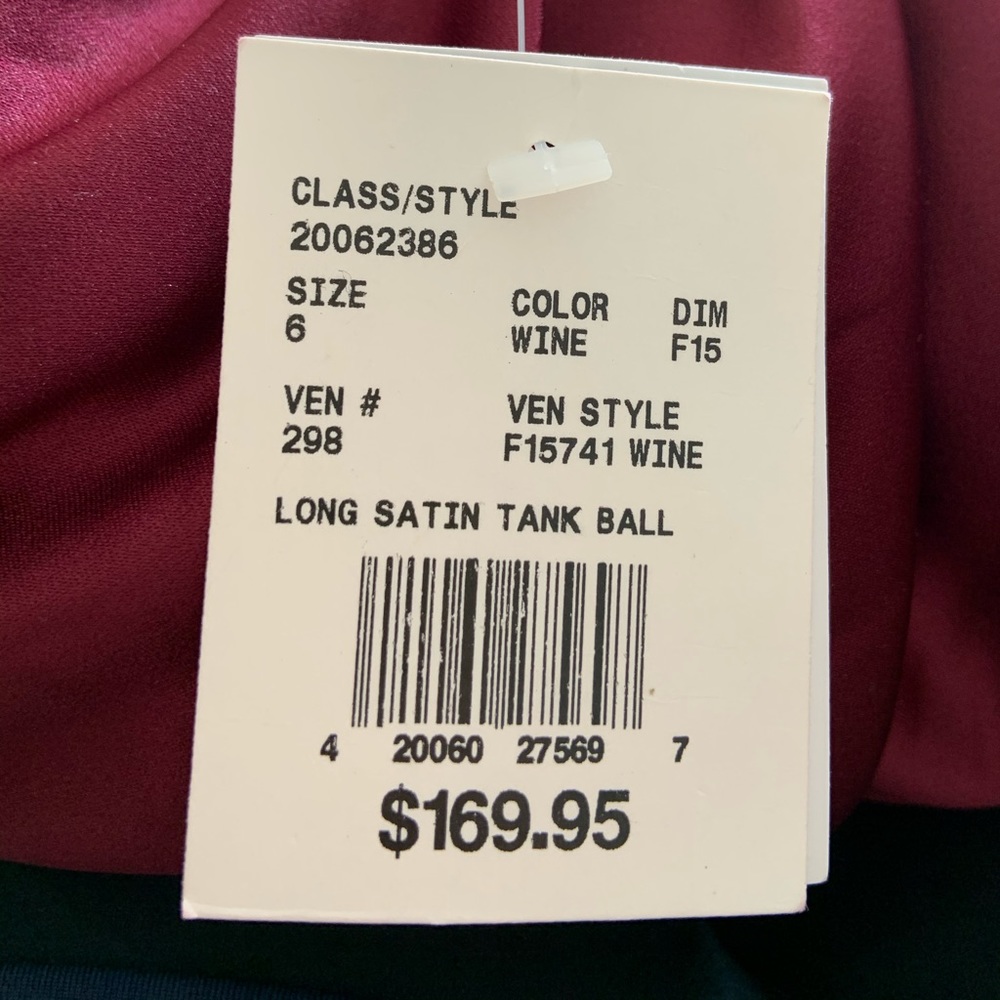 CLASS/STYLE
20062386
SIZE COLOR DIM
6 WINE F15
VEN # VEN STYLE
298 F15741 WINE
LONG SATIN TANK BALL
4 20060 27569 7
$169.95